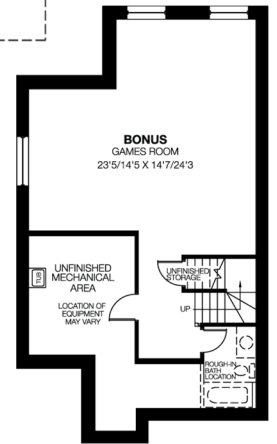 BONUS
GAMES ROOM
23'5/14'5 X 14'7/24'3
UNFINISHED
MECHANICAL
AREA
TUB
LOCATION OF
EQUIPMENT
MAY VARY
UNFINISHED
STORAGE
UP
ROUGH-IN
BATH
LOCATION